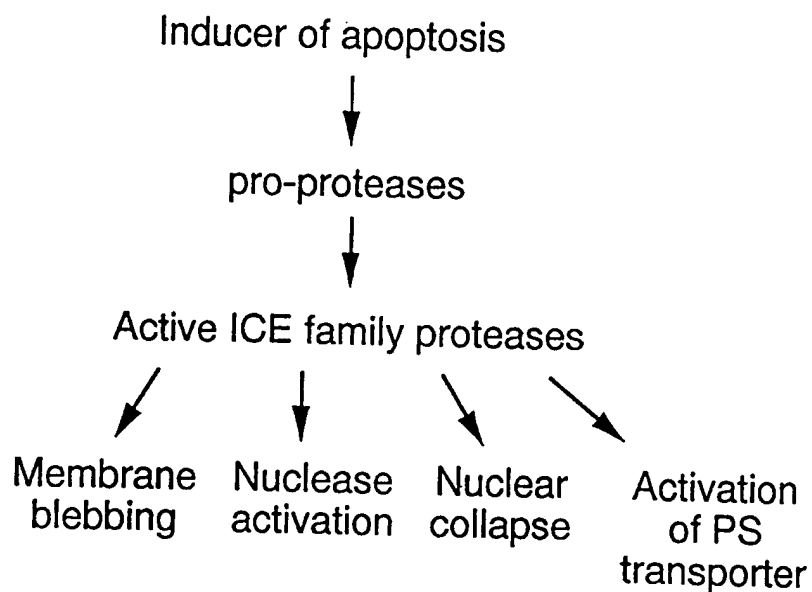 Inducer of apoptosis
pro-proteases
Active ICE family proteases
Membrane
blebbing
Nuclease
activation
Nuclear
collapse
Activation
of PS
transporter